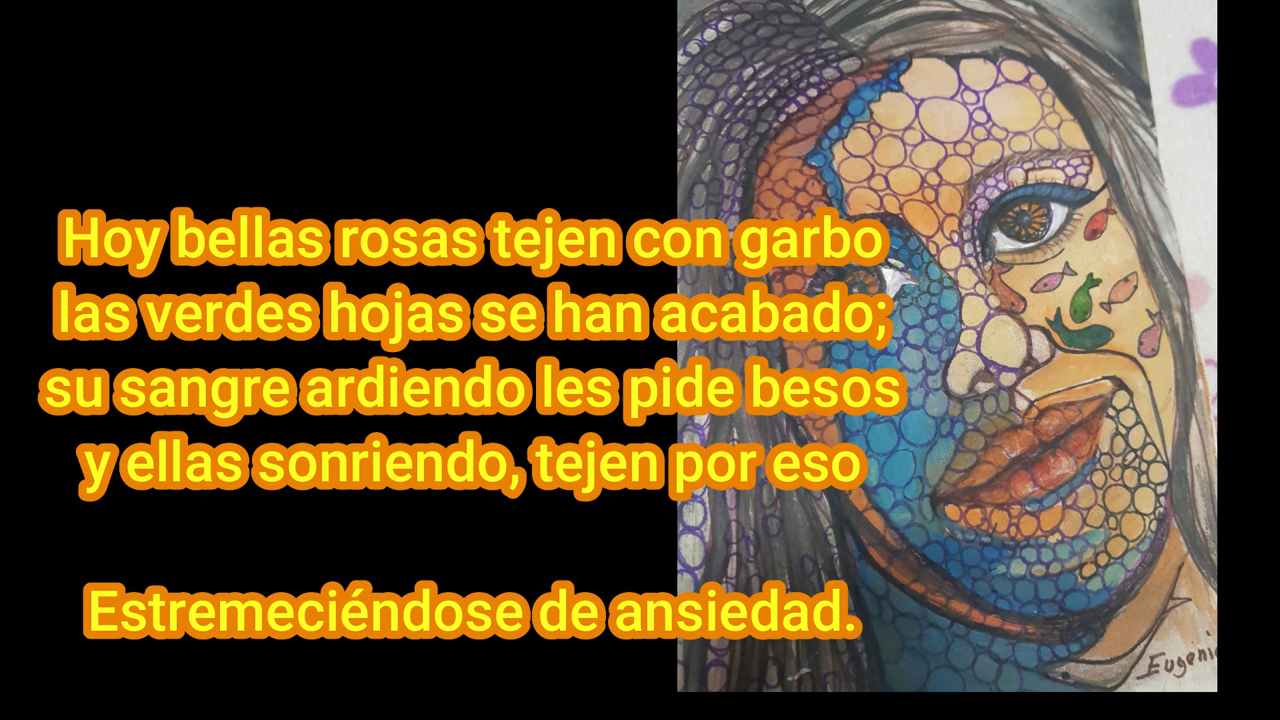 Hoy bellas rosas tejen con garbo
las verdes hojas se han acabado;
su sangre ardiendo les pide besos
y ellas sonriendo, tejen por eso
Estremeciéndose de ansiedad.